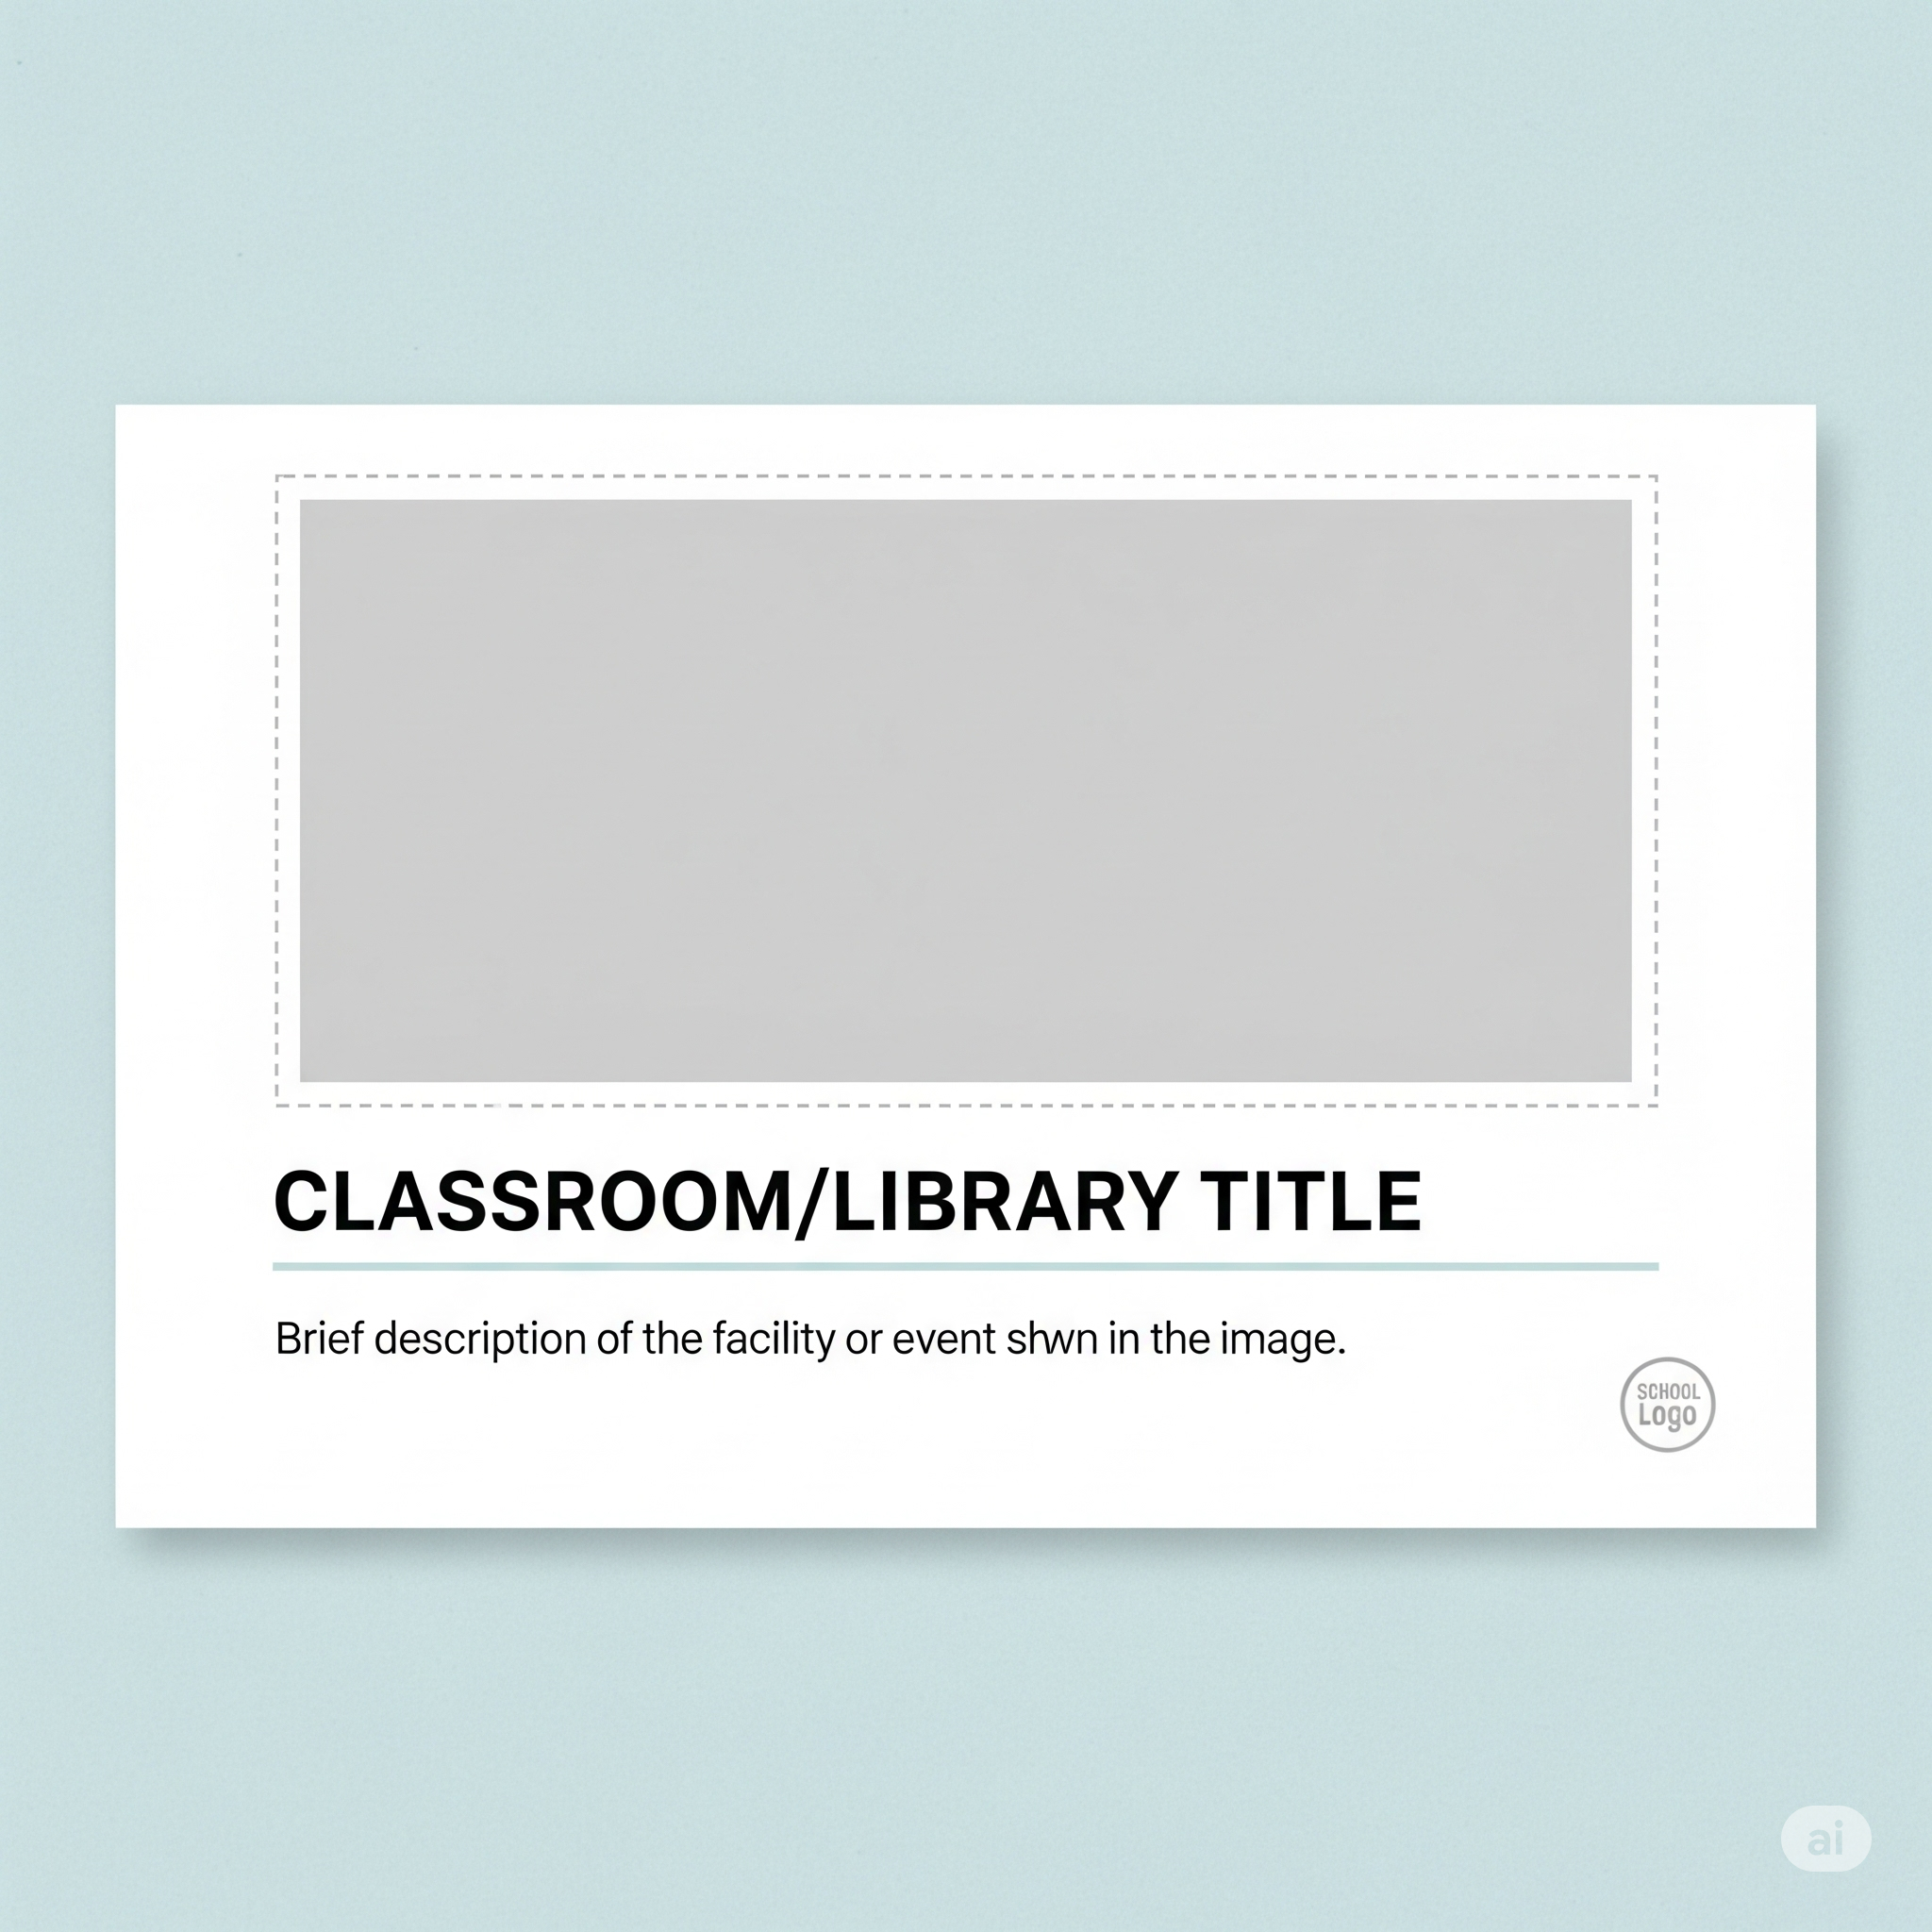 CLASSROOM/LIBRARY TITLE
Brief description of the facility or event shwn in the image.
SCHOOL
Logo
ai